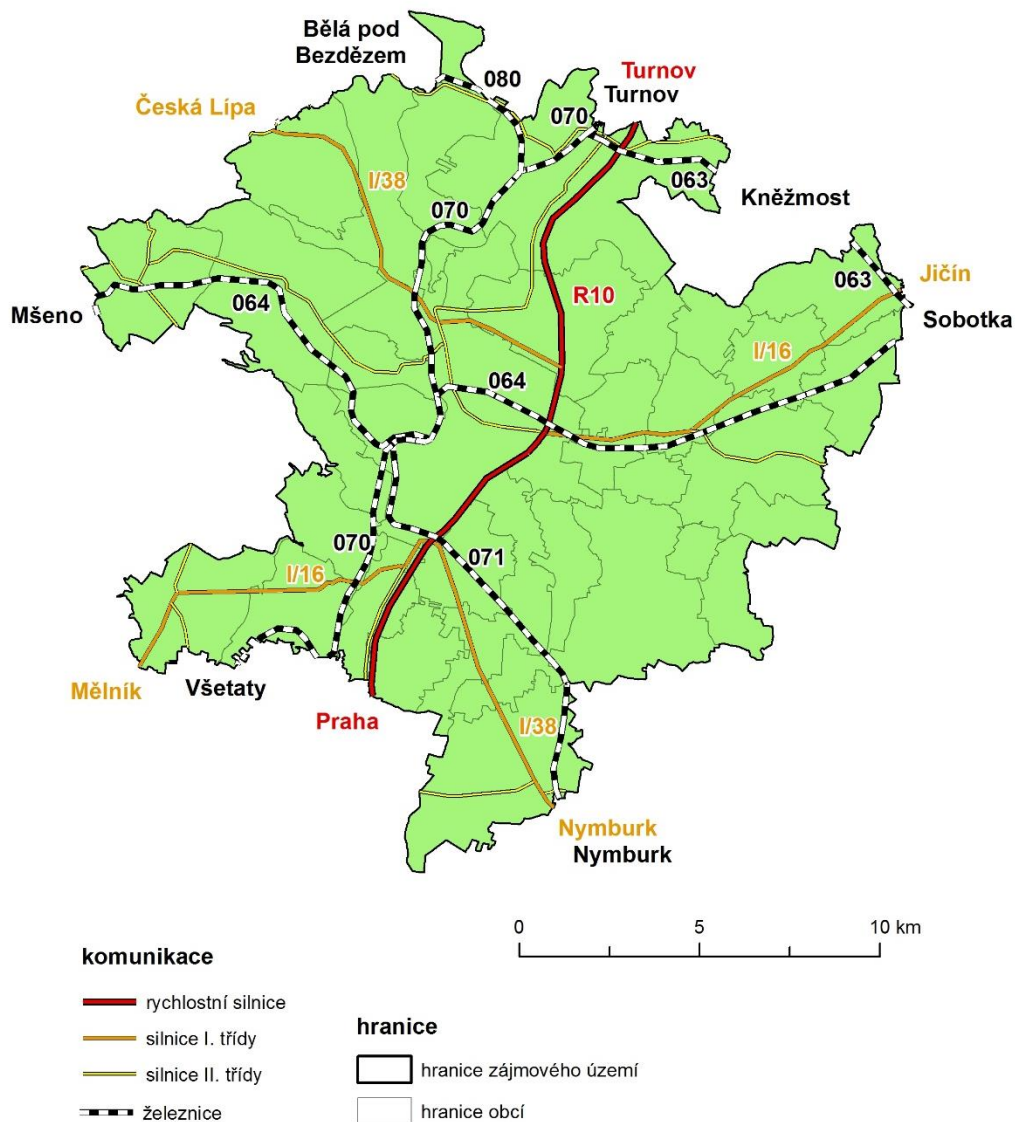 Bělá pod
Bezdězem
080
Turnov
Turnov
070
Česká Lípa
I/38
063
Kněžmost
070
Jičín
063
R10
064
Mšeno
Sobotka
I/16
064
070
071
I/16
Mělník
Všetaty
Praha
I/38
Nymburk
Nymburk
0
5
10 km
komunikace
rychlostní silnice
silnice I. třídy
silnice II. třídy
železnice
hranice
hranice zájmového území
hranice obcí